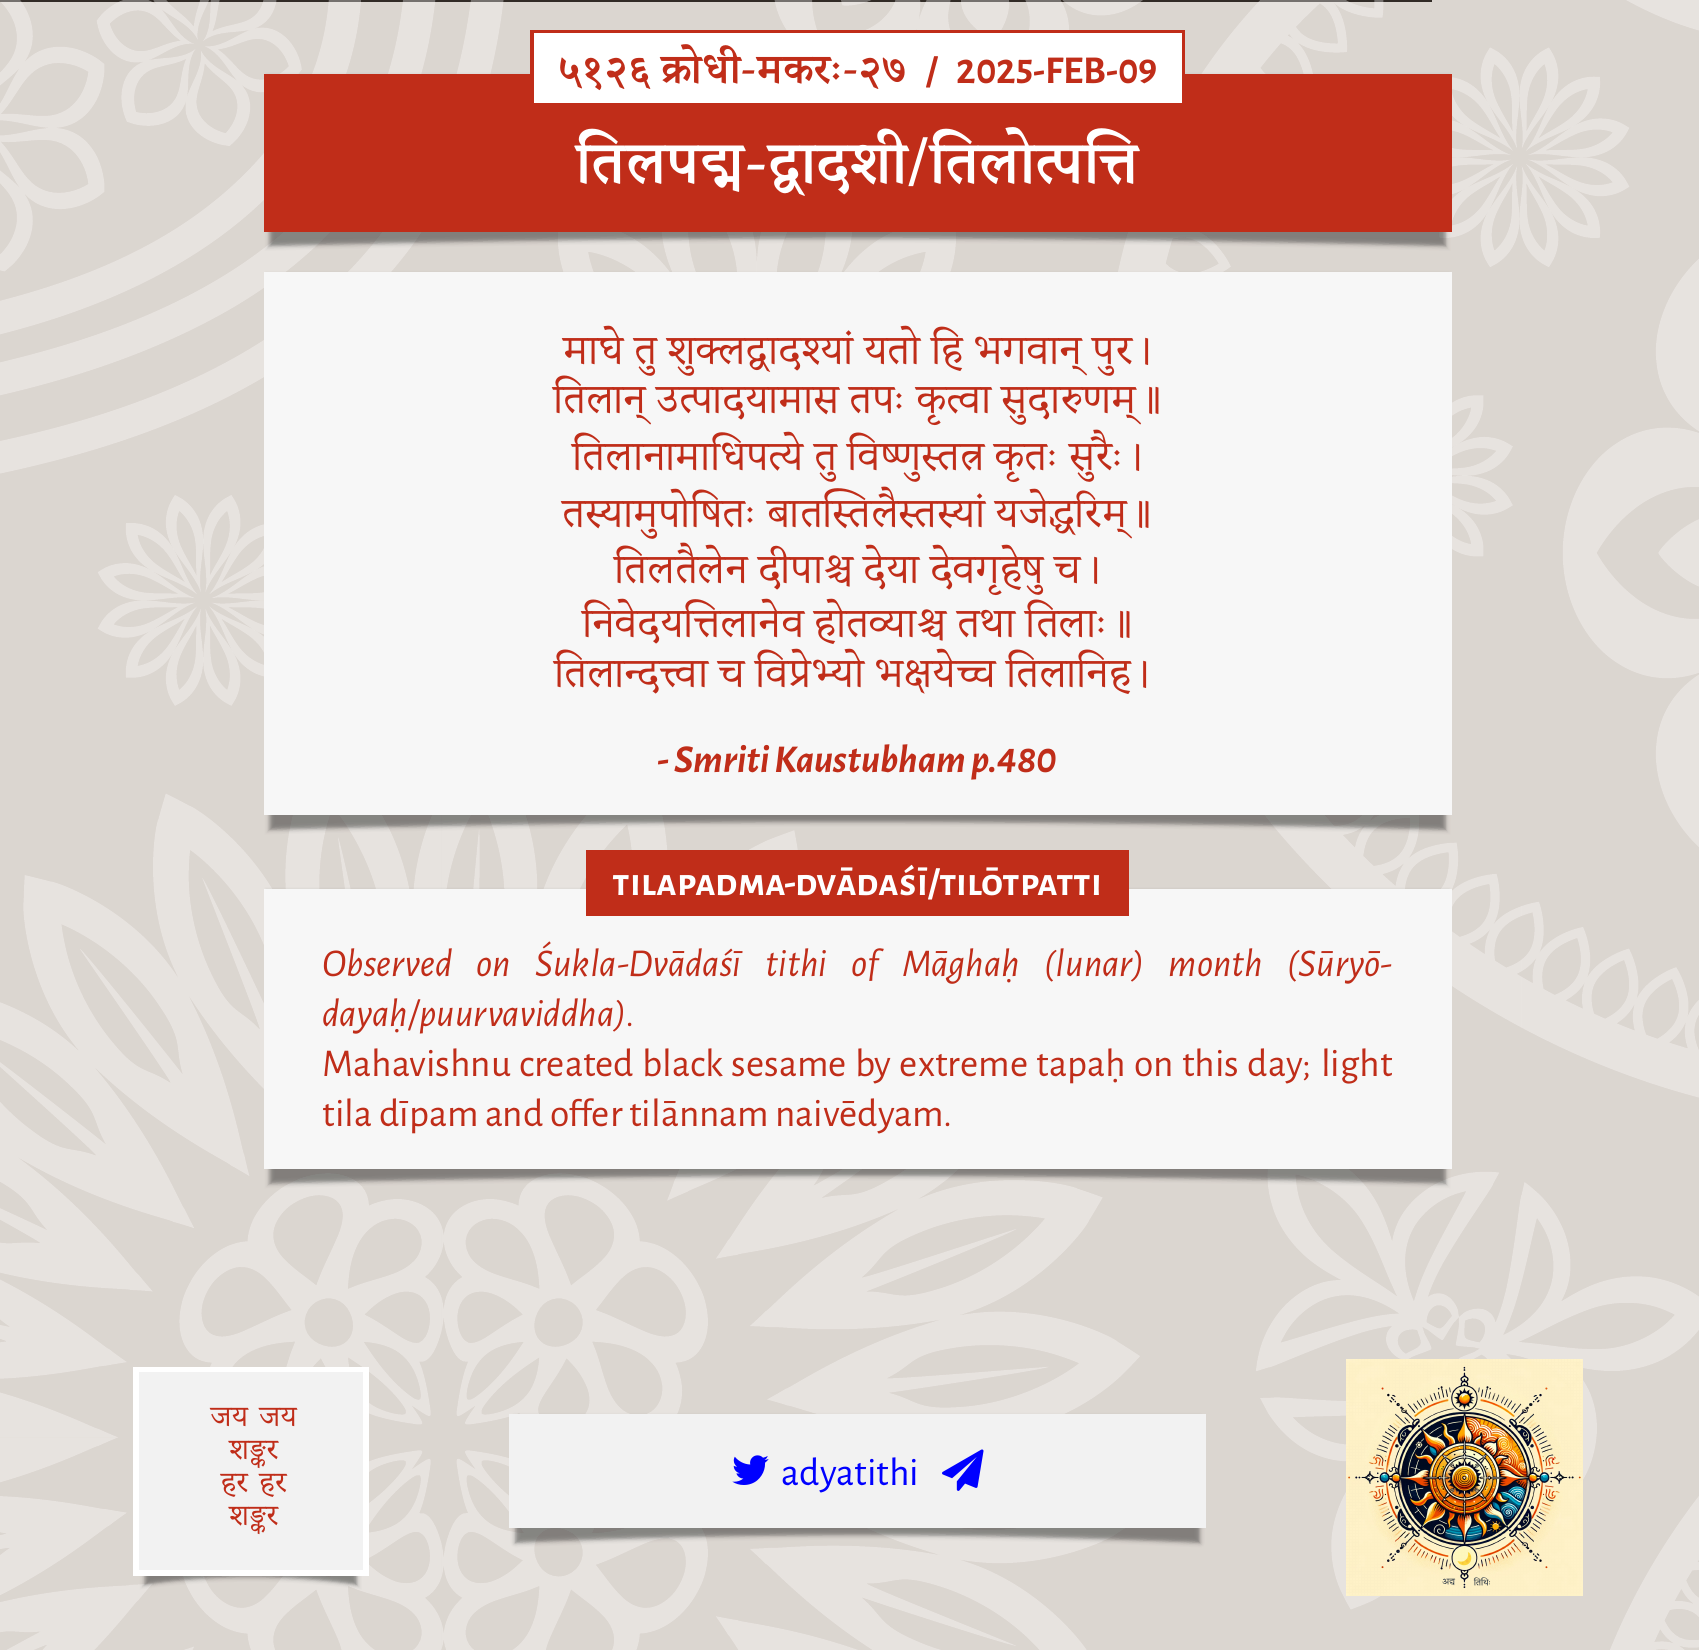 ५१२६ क्रोधी-मकरः-२७ / 2025-FEB-09
तिलपद्म-द्वादशी/तिलोत्पत्ति
माघे तु शुक्लद्वादश्यां यतो हि भगवान् पुर।
तिलान् उत्पादयामास तपः कृत्वा सुदारुणम्॥
तिलानामाधिपत्ये तु विष्णुस्तत्र कृतः सुरैः।
तस्यामुपोषितः बातस्तिलैस्तस्यां यजेद्धरिम्॥
तिलतैलेन दीपाश्च देया देवगृहेषु च।
निवेदयत्तिलानेव होतव्याश्च तथा तिलाः॥
तिलान्दत्त्वा च विप्रेभ्यो भक्षयेच्च तिलानिह।
- Smriti Kaustubham p.480
TILAPADMA-DVĀDAŚĪ/TILŌTPATTI
Observed on Śukla-Dvādaśī tithi of Māghaḥ (lunar) month (Sūryō-
dayaḥ/puurvaviddha).
Mahavishnu created black sesame by extreme tapaḥ on this day; light
tila dīpam and offer tilānnam naivēdyam.
जय जय
शङ्कर
हर हर
शङ्कर
adyatithi
अद्य तिथिः